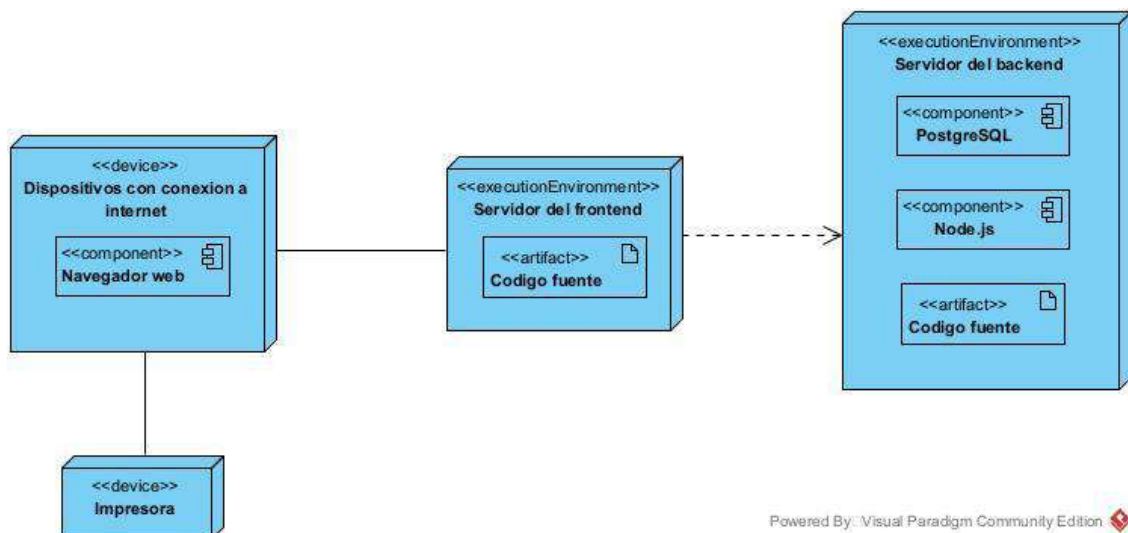 <<device>>
Dispositivos con conexion a
internet
<<component>>
Navegador web
<<device>>
Impresora
<<executionEnvironment>>
Servidor del frontend
<<artifact>>
Codigo fuente
<<executionEnvironment>>
Servidor del backend
<<component>>
PostgreSQL
<<component>>
Node.js
<<artifact>>
Codigo fuente
Powered By: Visual Paradigm Community Edition